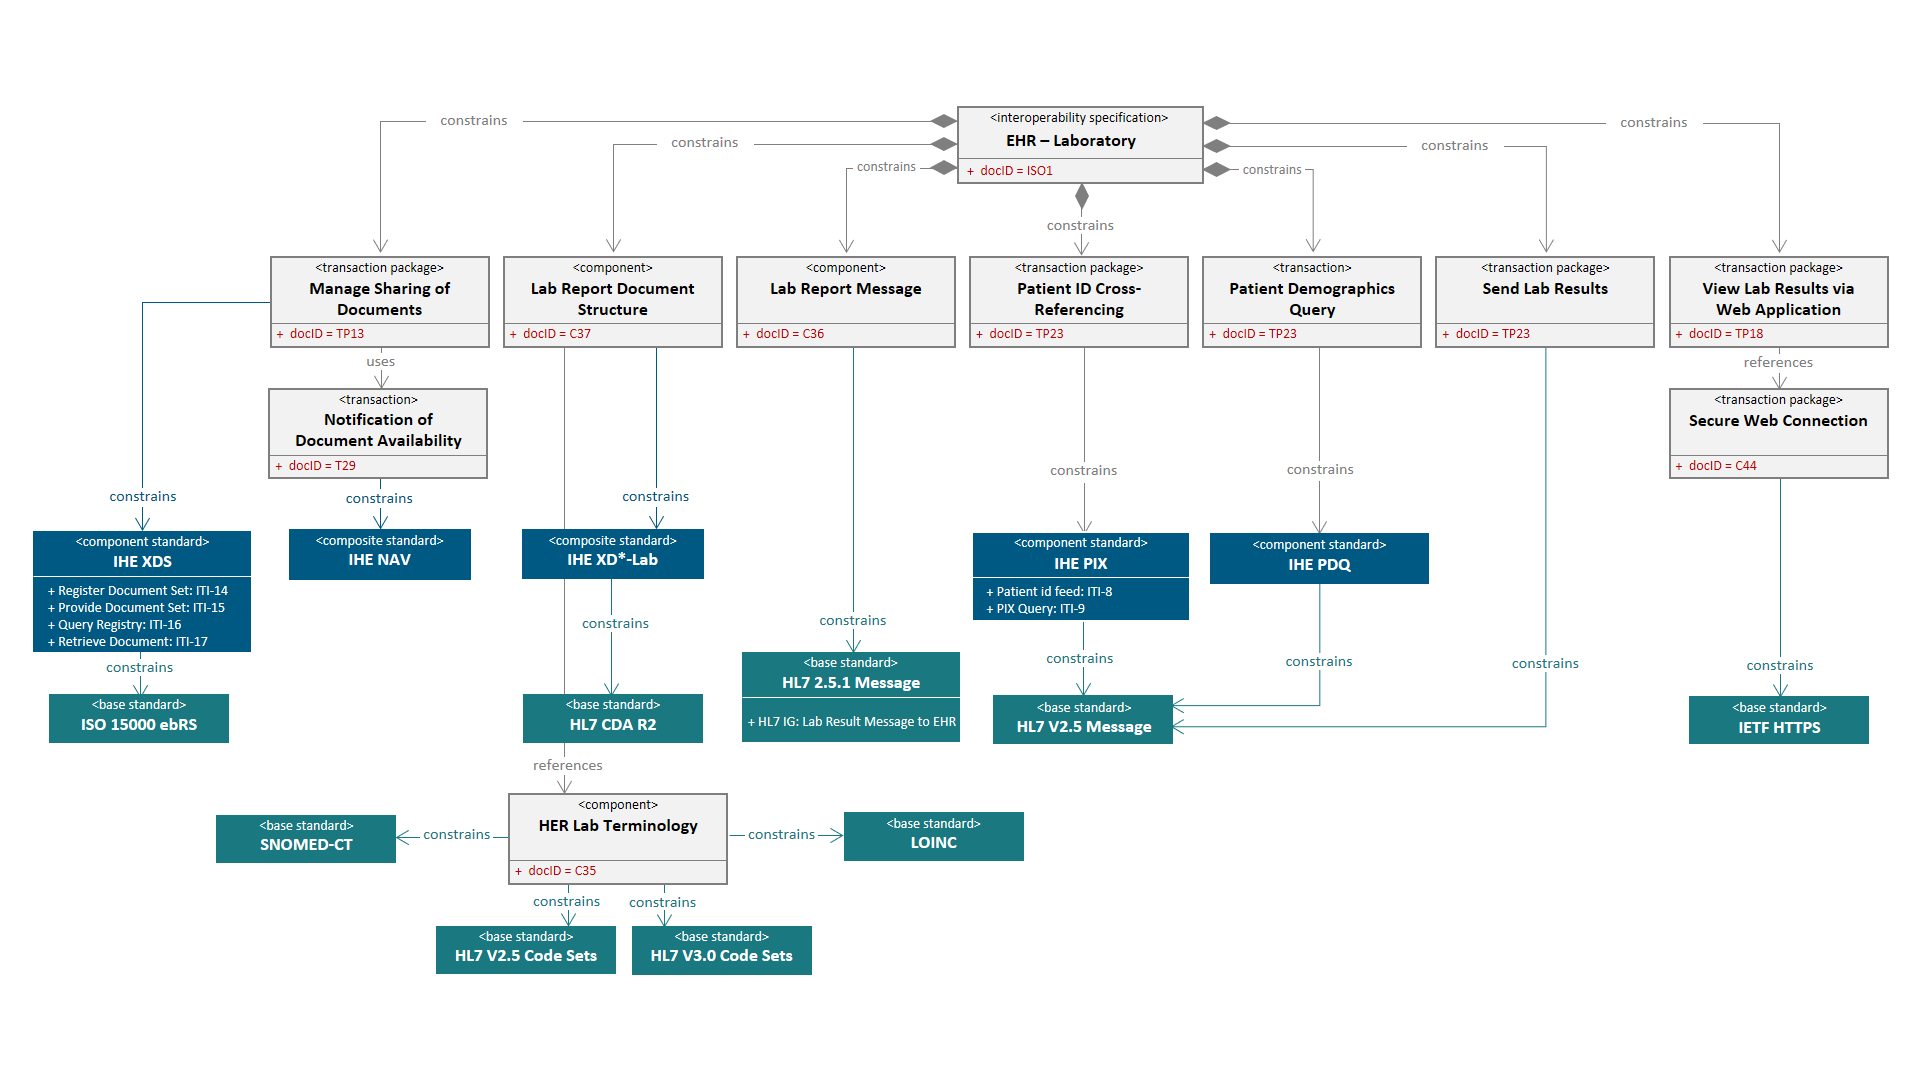 <interoperability specification>
EHR – Laboratory
+ docID = ISO1
constrains
constrains
constrains
constrains
constrains
constrains
constrains
<transaction package>
Manage Sharing of
Documents
+ docID = TP13
<component>
Lab Report Document
Structure
+ docID = C37
<component>
Lab Report Message
+ docID = C36
<transaction package>
Patient ID Cross-
Referencing
+ docID = TP23
<transaction>
Patient Demographics
Query
+ docID = TP23
<transaction package>
Send Lab Results
+ docID = TP23
<transaction package>
View Lab Results via
Web Application
+ docID = TP18
uses
references
<transaction>
Notification of
Document Availability
+ docID = T29
<transaction package>
Secure Web Connection
+ docID = C44
constrains
constrains
constrains
constrains
constrains
<component standard>
IHE XDS
+ Register Document Set: ITI-14
+ Provide Document Set: ITI-15
+ Query Registry: ITI-16
+ Retrieve Document: ITI-17
<composite standard>
IHE NAV
<composite standard>
IHE XD*-Lab
<component standard>
IHE PIX
+ Patient id feed: ITI-8
+ PIX Query: ITI-9
<component standard>
IHE PDQ
constrains
constrains
constrains
constrains
constrains
constrains
constrains
<base standard>
ISO 15000 ebRS
<base standard>
HL7 CDA R2
<base standard>
HL7 2.5.1 Message
+ HL7 IG: Lab Result Message to EHR
<base standard>
HL7 V2.5 Message
<base standard>
IETF HTTPS
references
<component>
HER Lab Terminology
+ docID = C35
constrains
<base standard>
SNOMED-CT
constrains
<base standard>
LOINC
constrains
constrains
<base standard>
HL7 V2.5 Code Sets
<base standard>
HL7 V3.0 Code Sets